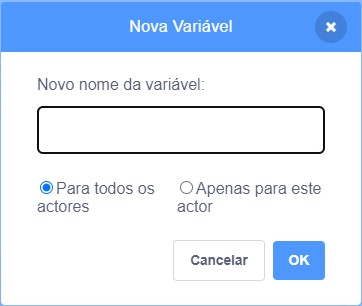 Nova Variável
Novo nome da variável:
Para todos os Apenas para este
actores actor
Cancelar OK